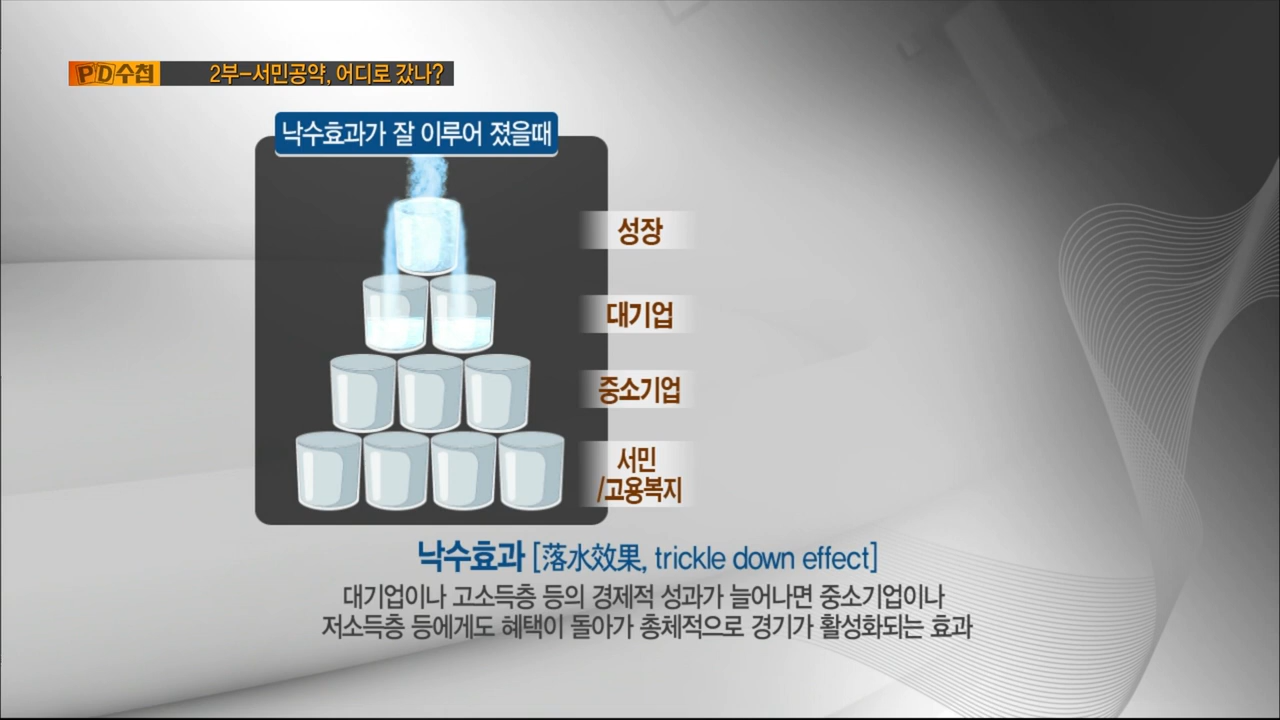 PD수첩 2부-서민공약, 어디로 갔나?
낙수효과가 잘 이루어 졌을때
성장
대기업
중소기업
서민
/고용복지
낙수효과 [落水效果, trickle down effect]
대기업이나 고소득층 등의 경제적 성과가 늘어나면 중소기업이나
저소득층 등에게도 혜택이 돌아가 총체적으로 경기가 활성화되는 효과